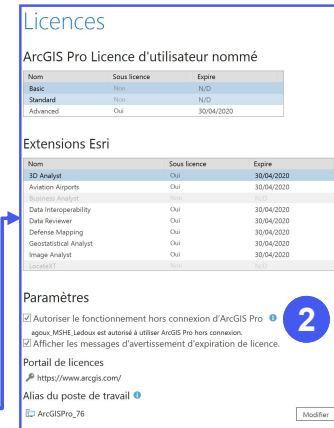 Licences
ArcGIS Pro Licence d'utilisateur nommé
Nom Sous licence Expire
Basic Non N/D
Standard Non N/D
Advanced Oui 30/04/2020
Extensions Esri
Nom Sous licence Expire
3D Analyst Oui 30/04/2020
Aviation Airports Oui 30/04/2020
Business Analyst Non N/D
Data Interoperability Oui 30/04/2020
Data Reviewer Oui 30/04/2020
Defense Mapping Oui 30/04/2020
Geostatistical Analyst Oui 30/04/2020
Image Analyst Oui 30/04/2020
LocateXT Non N/D
Paramètres
Autoriser le fonctionnement hors connexion d'ArcGIS Pro
agoux_MSHE_Ledoux est autorisé à utiliser ArcGIS Pro hors connexion.
2
Afficher les messages d'avertissement d'expiration de licence.
Portail de licences
https://www.arcgis.com/
Alias du poste de travail
ArcGISPro_76
Modifier